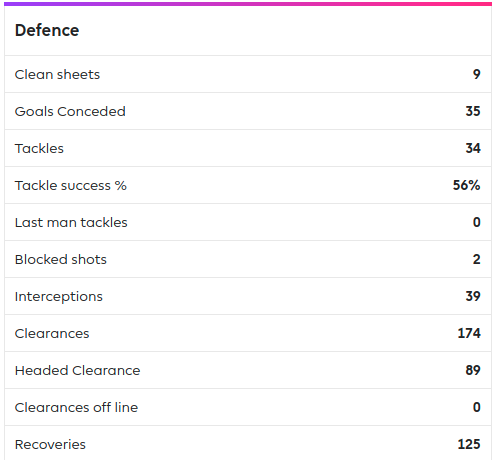 Defence
Clean sheets 9
Goals Conceded 35
Tackles 34
Tackle success % 56%
Last man tackles 0
Blocked shots 2
Interceptions 39
Clearances 174
Headed Clearance 89
Clearances off line 0
Recoveries 125